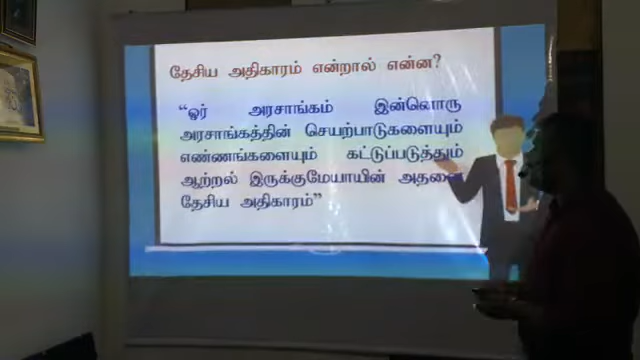 தேசிய அதிகாரம் என்றால் என்ன?
“ஓர் அரசாங்கம் இன்லொரு
அரசாங்கத்தின் செயற்பாடுகளையும்
எண்ணங்களையும் கட்டுப்படுத்தும்
ஆற்றல் இருக்குமேயாயின் அதனை
தேசிய அதிகாரம்”